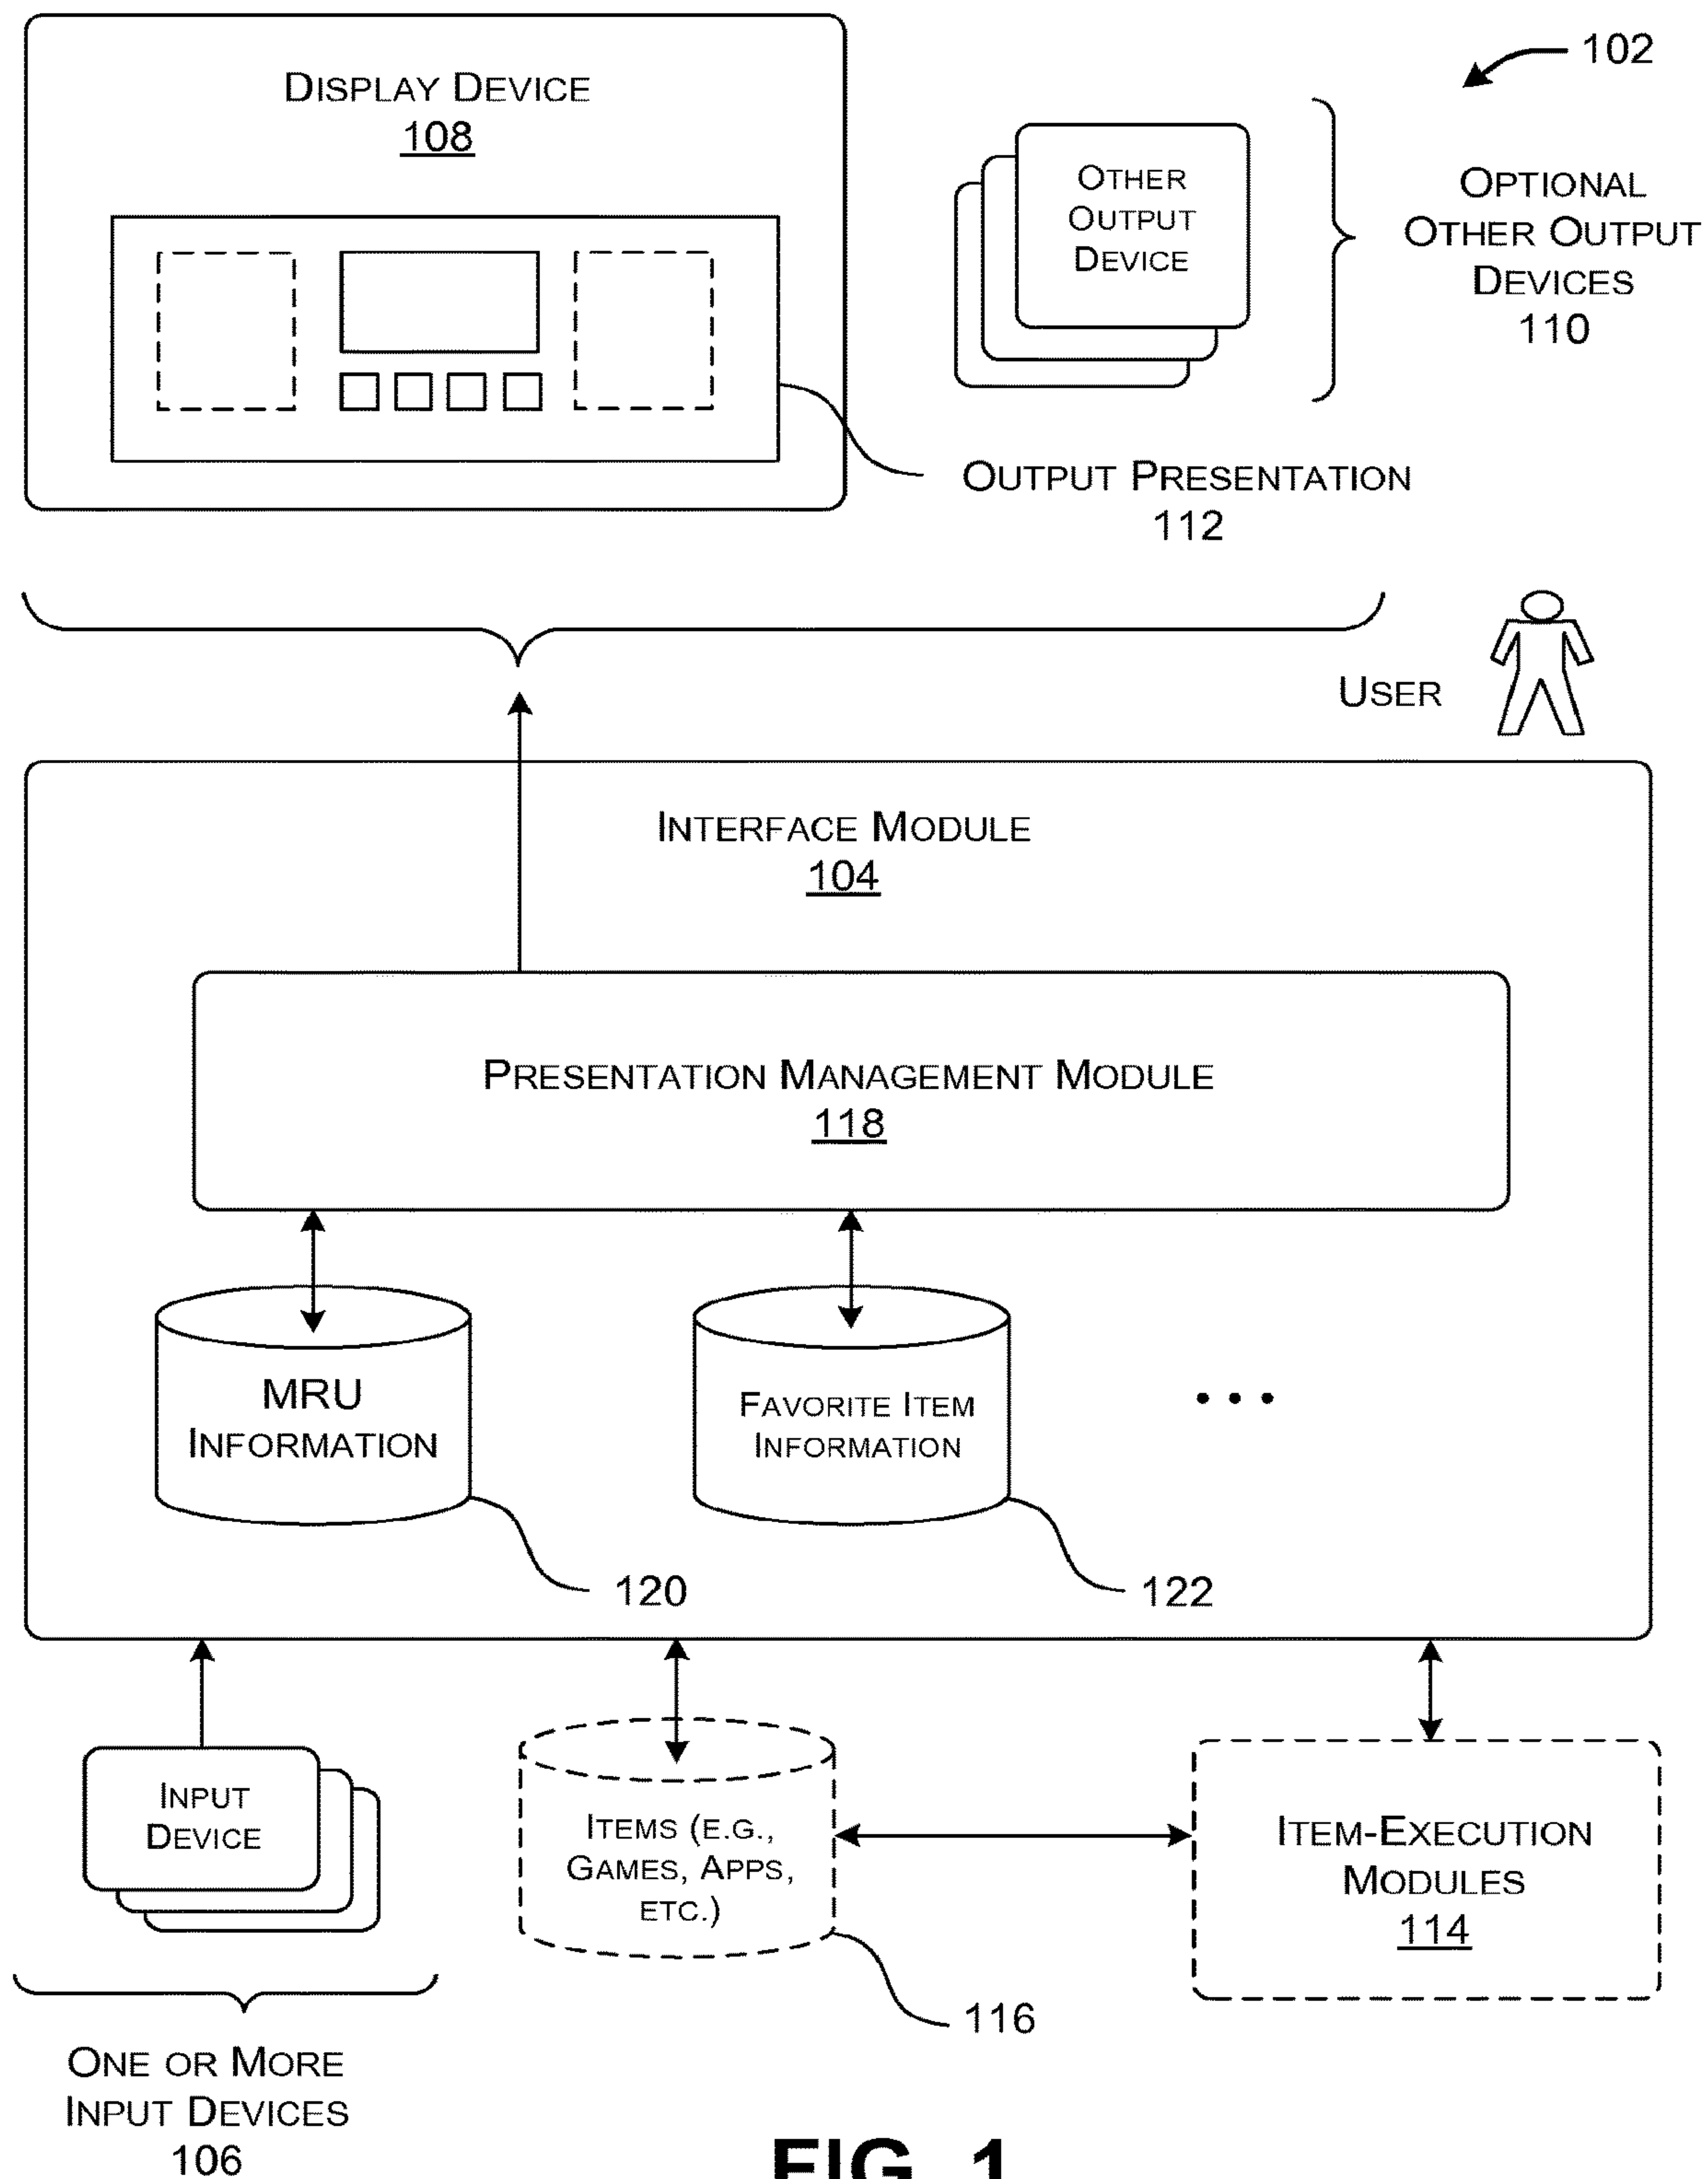 DISPLAY DEVICE
108
102
OTHER
OUTPUT
DEVICE
OPTIONAL
OTHER OUTPUT
DEVICES
110
OUTPUT PRESENTATION
112
USER
INTERFACE MODULE
104
PRESENTATION MANAGEMENT MODULE
118
MRU
INFORMATION
FAVORITE ITEM
INFORMATION
• • •
120
122
INPUT
DEVICE
ITEMS (E.G.,
GAMES, APPS,
ETC.)
ITEM-EXECUTION
MODULES
114
116
ONE OR MORE
INPUT DEVICES
106
FIG. 1